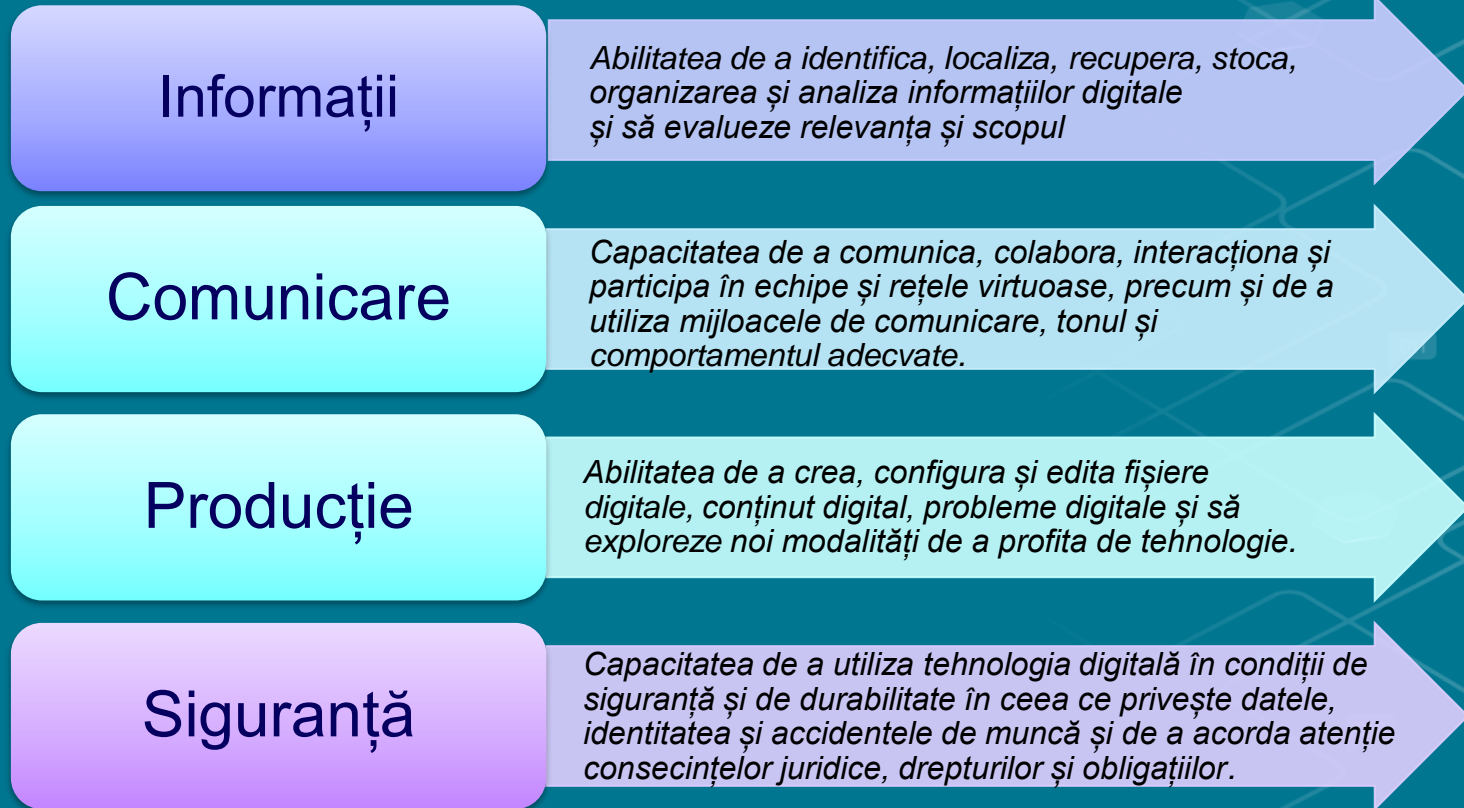 Informații
Abilitatea de a identifica, localiza, recupera, stoca,
organizarea și analiza informațiilor digitale
și să evalueze relevanța și scopul
Comunicare
Capacitatea de a comunica, colabora, interacționa și
participa în echipe și rețele virtuoase, precum și de a
utiliza mijloacele de comunicare, tonul și
comportamentul adecvate.
Producție
Abilitatea de a crea, configura și edita fișiere
digitale, conținut digital, probleme digitale și să
exploreze noi modalități de a profita de tehnologie.
Siguranță
Capacitatea de a utiliza tehnologia digitală în condiții de
siguranță și de durabilitate în ceea ce privește datele,
identitatea și accidentele de muncă și de a acorda atenție
consecințelor juridice, drepturilor și obligațiilor.